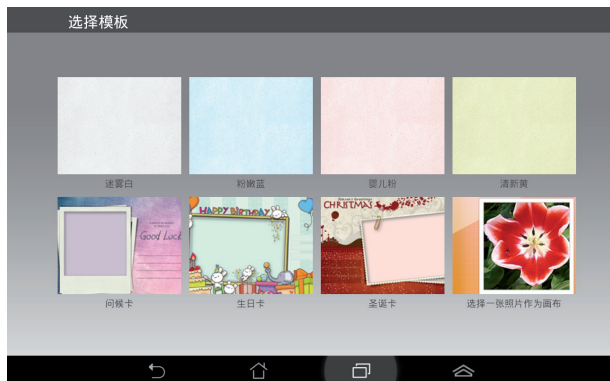 选择模板
迷雾白
粉嫩蓝
婴儿粉
清新黄
Good Luck
HAPPY BIRTHDAY
CHRISTMAS
问候卡
生日卡
圣诞卡
选择一张照片作为画布